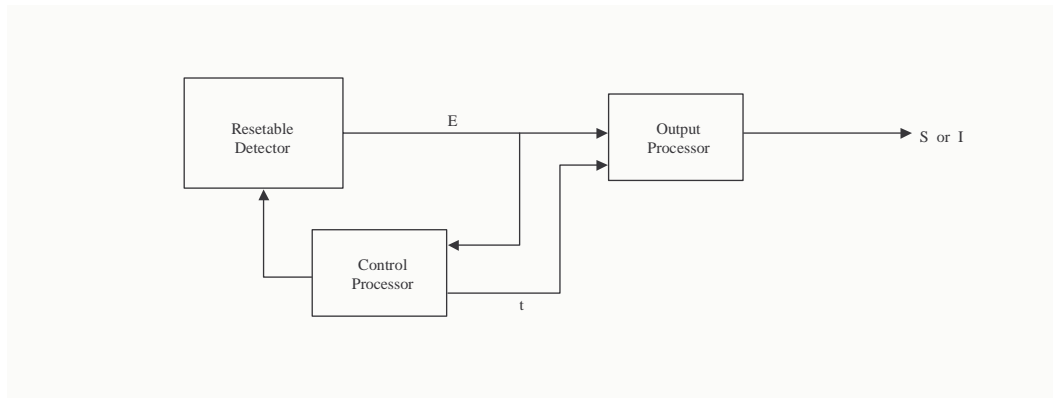 E
Resetable
Detector
Output
Processor
S or I
Control
Processor
t